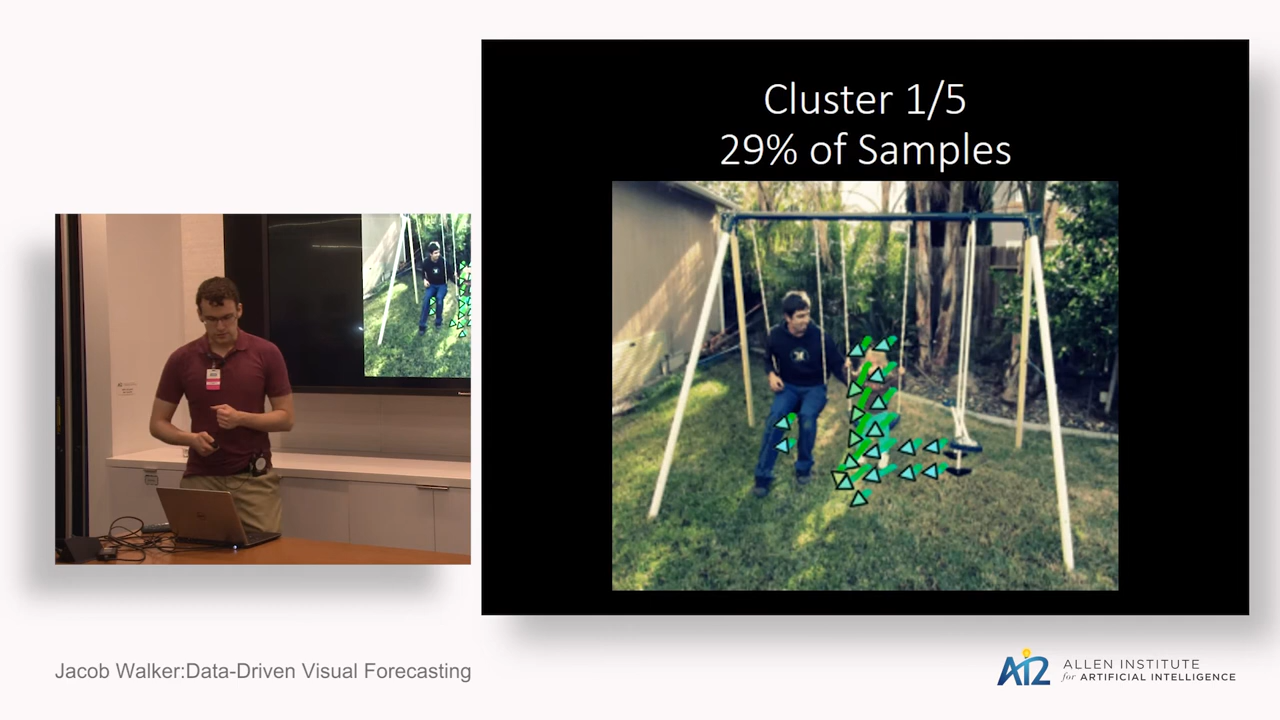 Cluster 1/5
29% of Samples
Jacob Walker:Data-Driven Visual Forecasting
AI2
ALLEN INSTITUTE
for ARTIFICIAL INTELLIGENCE